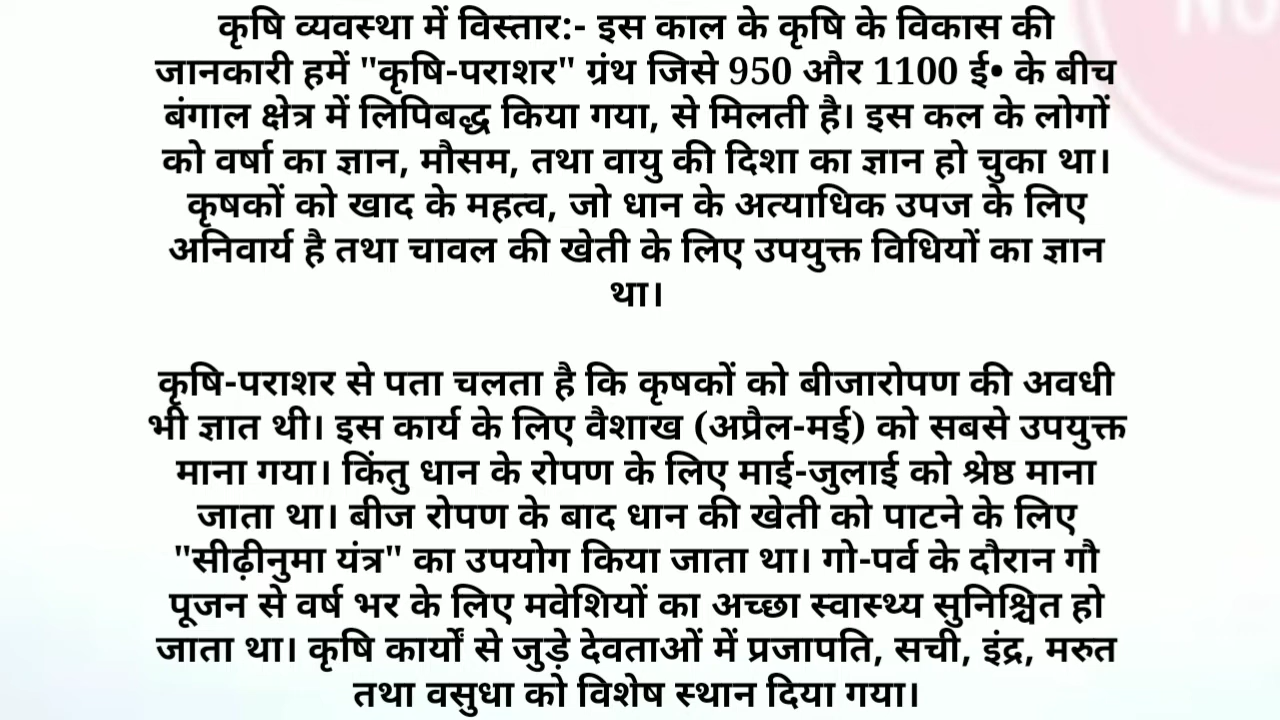 कृषि व्यवस्था में विस्तार:- इस काल के कृषि के विकास की
जानकारी हमें "कृषि-पराशर" ग्रंथ जिसे 950 और 1100 ई• के बीच
बंगाल क्षेत्र में लिपिबद्ध किया गया, से मिलती है। इस कल के लोगों
को वर्षा का ज्ञान, मौसम, तथा वायु की दिशा का ज्ञान हो चुका था।
कृषकों को खाद के महत्व, जो धान के अत्याधिक उपज के लिए
अनिवार्य है तथा चावल की खेती के लिए उपयुक्त विधियों का ज्ञान
था।
कृषि-पराशर से पता चलता है कि कृषकों को बीजारोपण की अवधी
भी ज्ञात थी। इस कार्य के लिए वैशाख (अप्रैल-मई) को सबसे उपयुक्त
माना गया। किंतु धान के रोपण के लिए माई-जुलाई को श्रेष्ठ माना
जाता था। बीज रोपण के बाद धान की खेती को पाटने के लिए
"सीढ़ीनुमा यंत्र" का उपयोग किया जाता था। गो-पर्व के दौरान गौ
पूजन से वर्ष भर के लिए मवेशियों का अच्छा स्वास्थ्य सुनिश्चित हो
जाता था। कृषि कार्यों से जुड़े देवताओं में प्रजापति, सची, इंद्र, मरुत
तथा वसुधा को विशेष स्थान दिया गया।